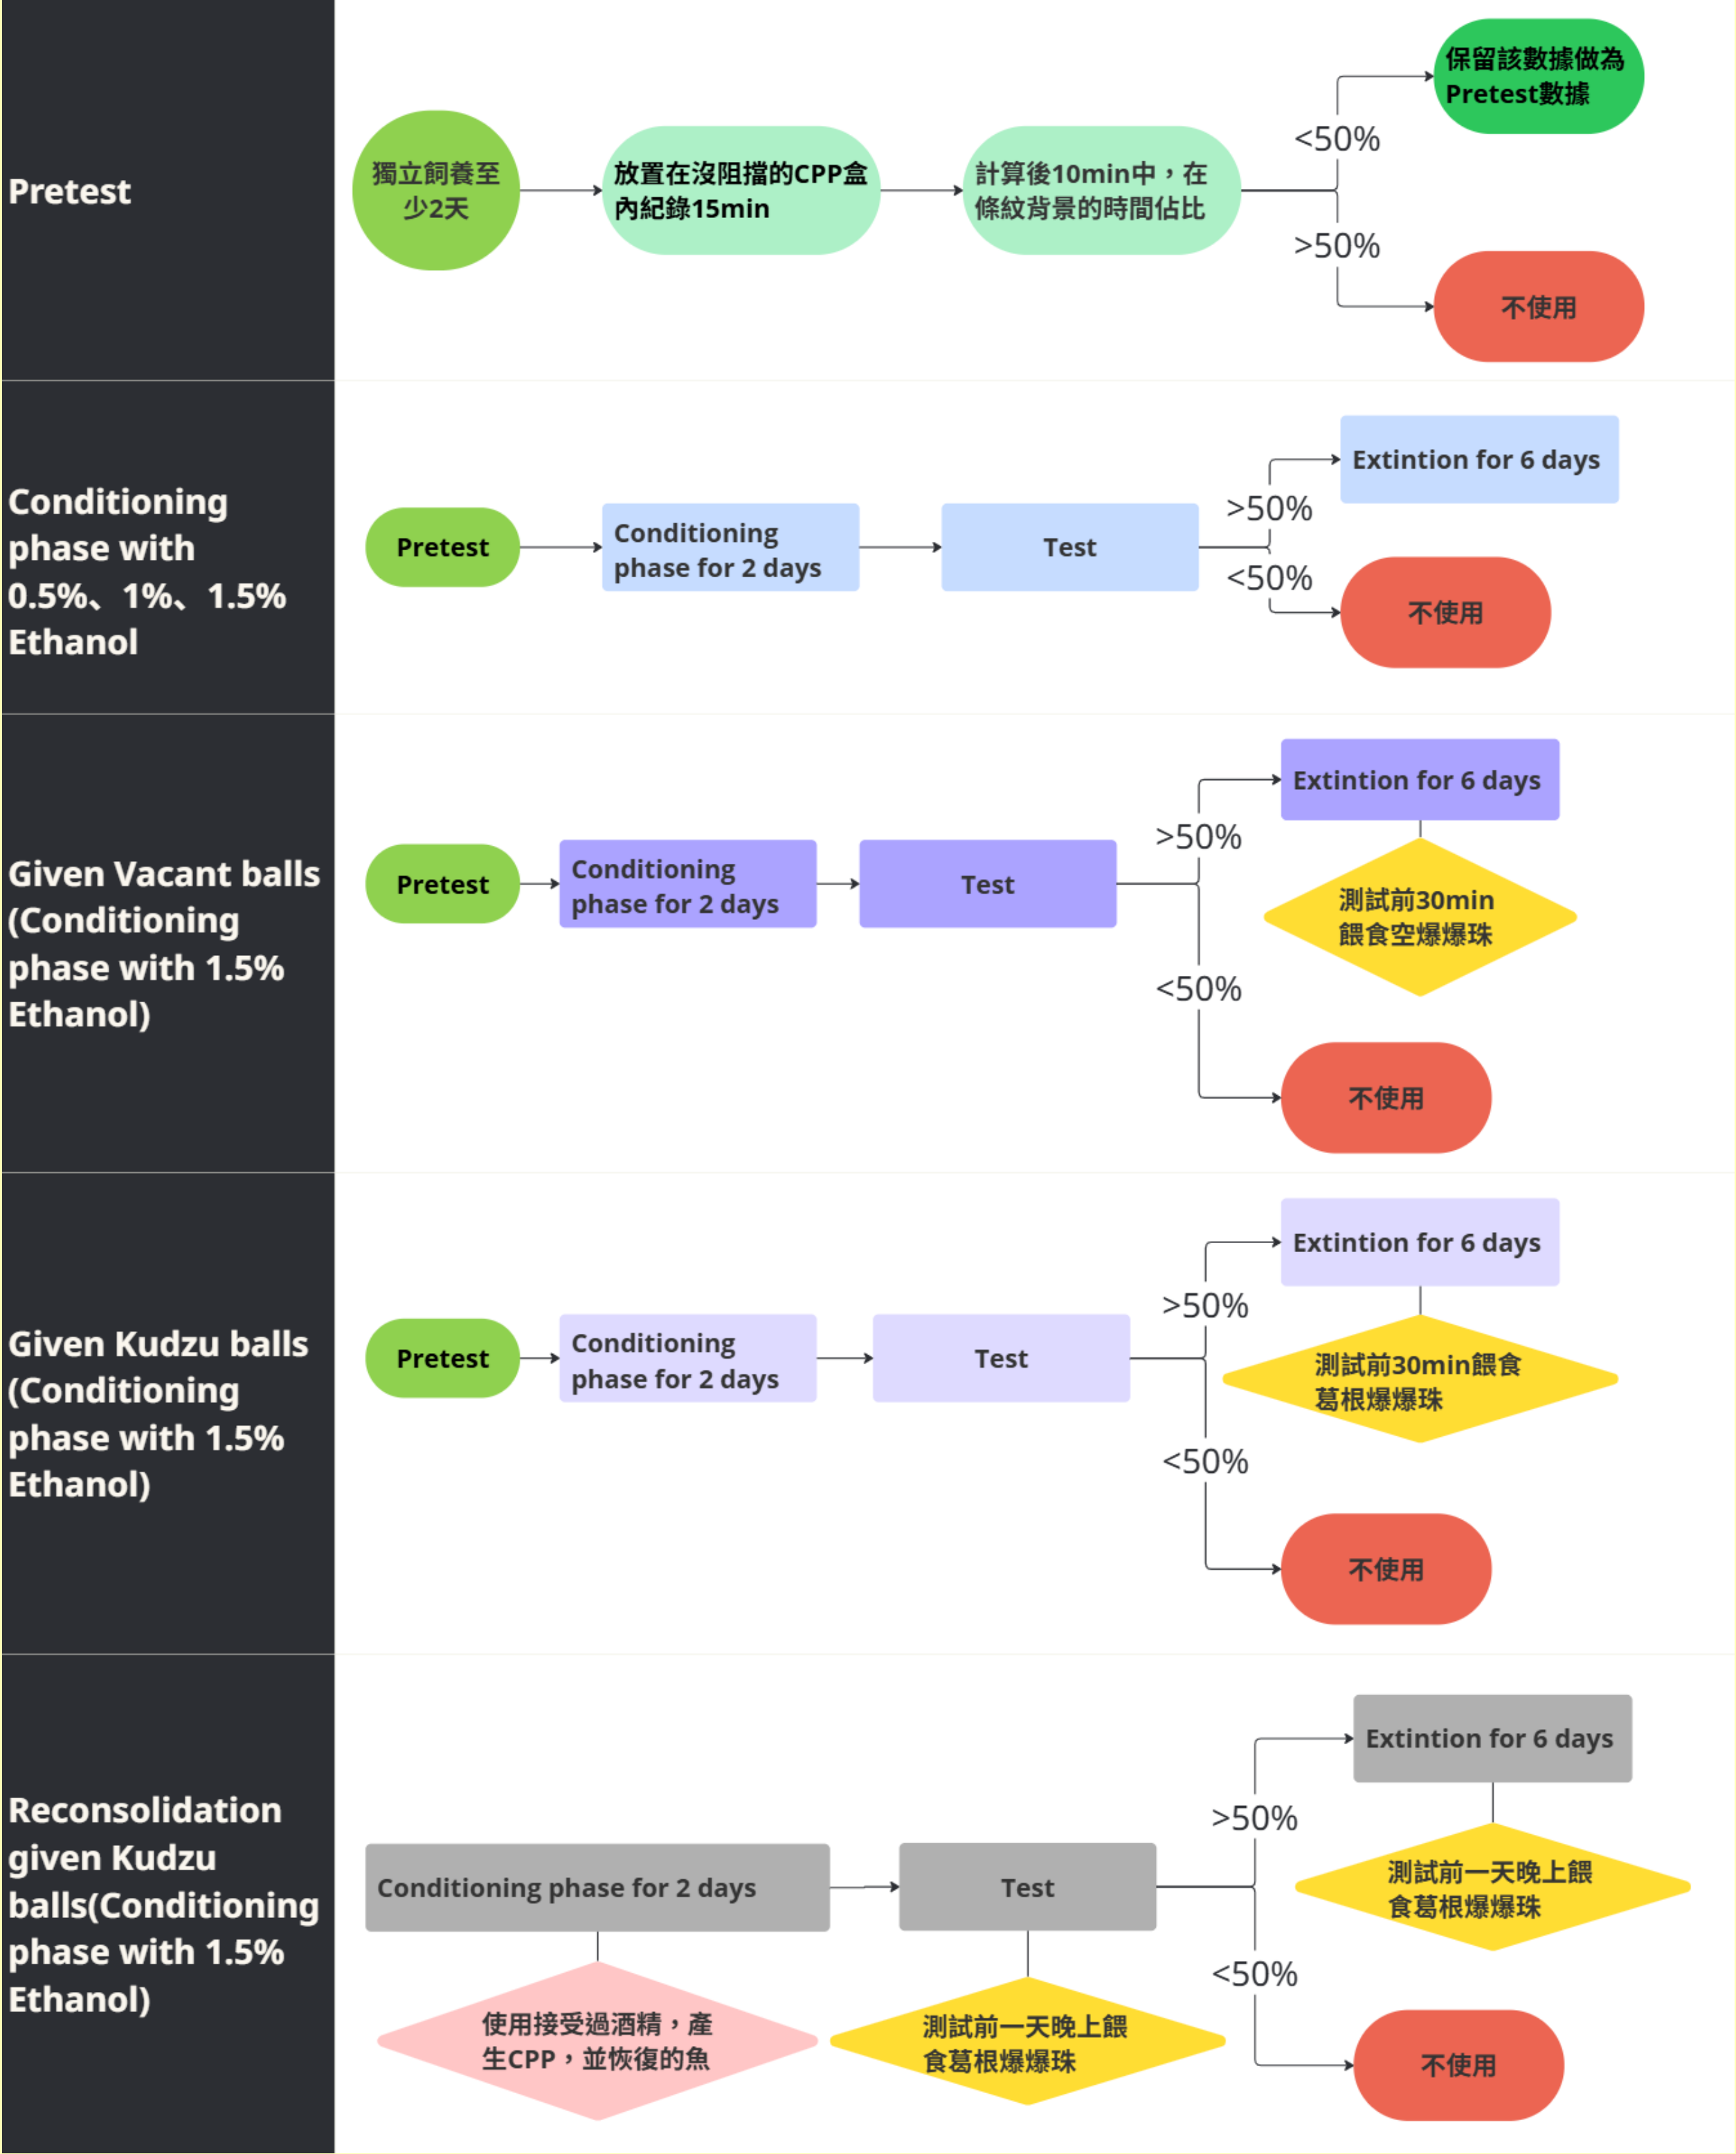 Pretest
獨立飼養至
少2天
放置在沒阻擋的CPP盒
內紀錄15min
計算後10min中，在
條紋背景的時間佔比
<50%
保留該數據做為
Pretest數據
>50%
不使用
Conditioning
phase with
0.5%、1%、1.5%
Ethanol
Pretest
Conditioning
phase for 2 days
Test
>50%
Extintion for 6 days
<50%
不使用
Given Vacant balls
(Conditioning
phase with 1.5%
Ethanol)
Pretest
Conditioning
phase for 2 days
Test
>50%
Extintion for 6 days
測試前30min
餵食空爆爆珠
<50%
不使用
Given Kudzu balls
(Conditioning
phase with 1.5%
Ethanol)
Pretest
Conditioning
phase for 2 days
Test
>50%
Extintion for 6 days
測試前30min餵食
葛根爆爆珠
<50%
不使用
Reconsolidation
given Kudzu
balls(Conditioning
phase with 1.5%
Ethanol)
Conditioning phase for 2 days
使用接受過酒精，產
生CPP，並恢復的魚
Test
測試前一天晚上餵
食葛根爆爆珠
>50%
Extintion for 6 days
測試前一天晚上餵
食葛根爆爆珠
<50%
不使用